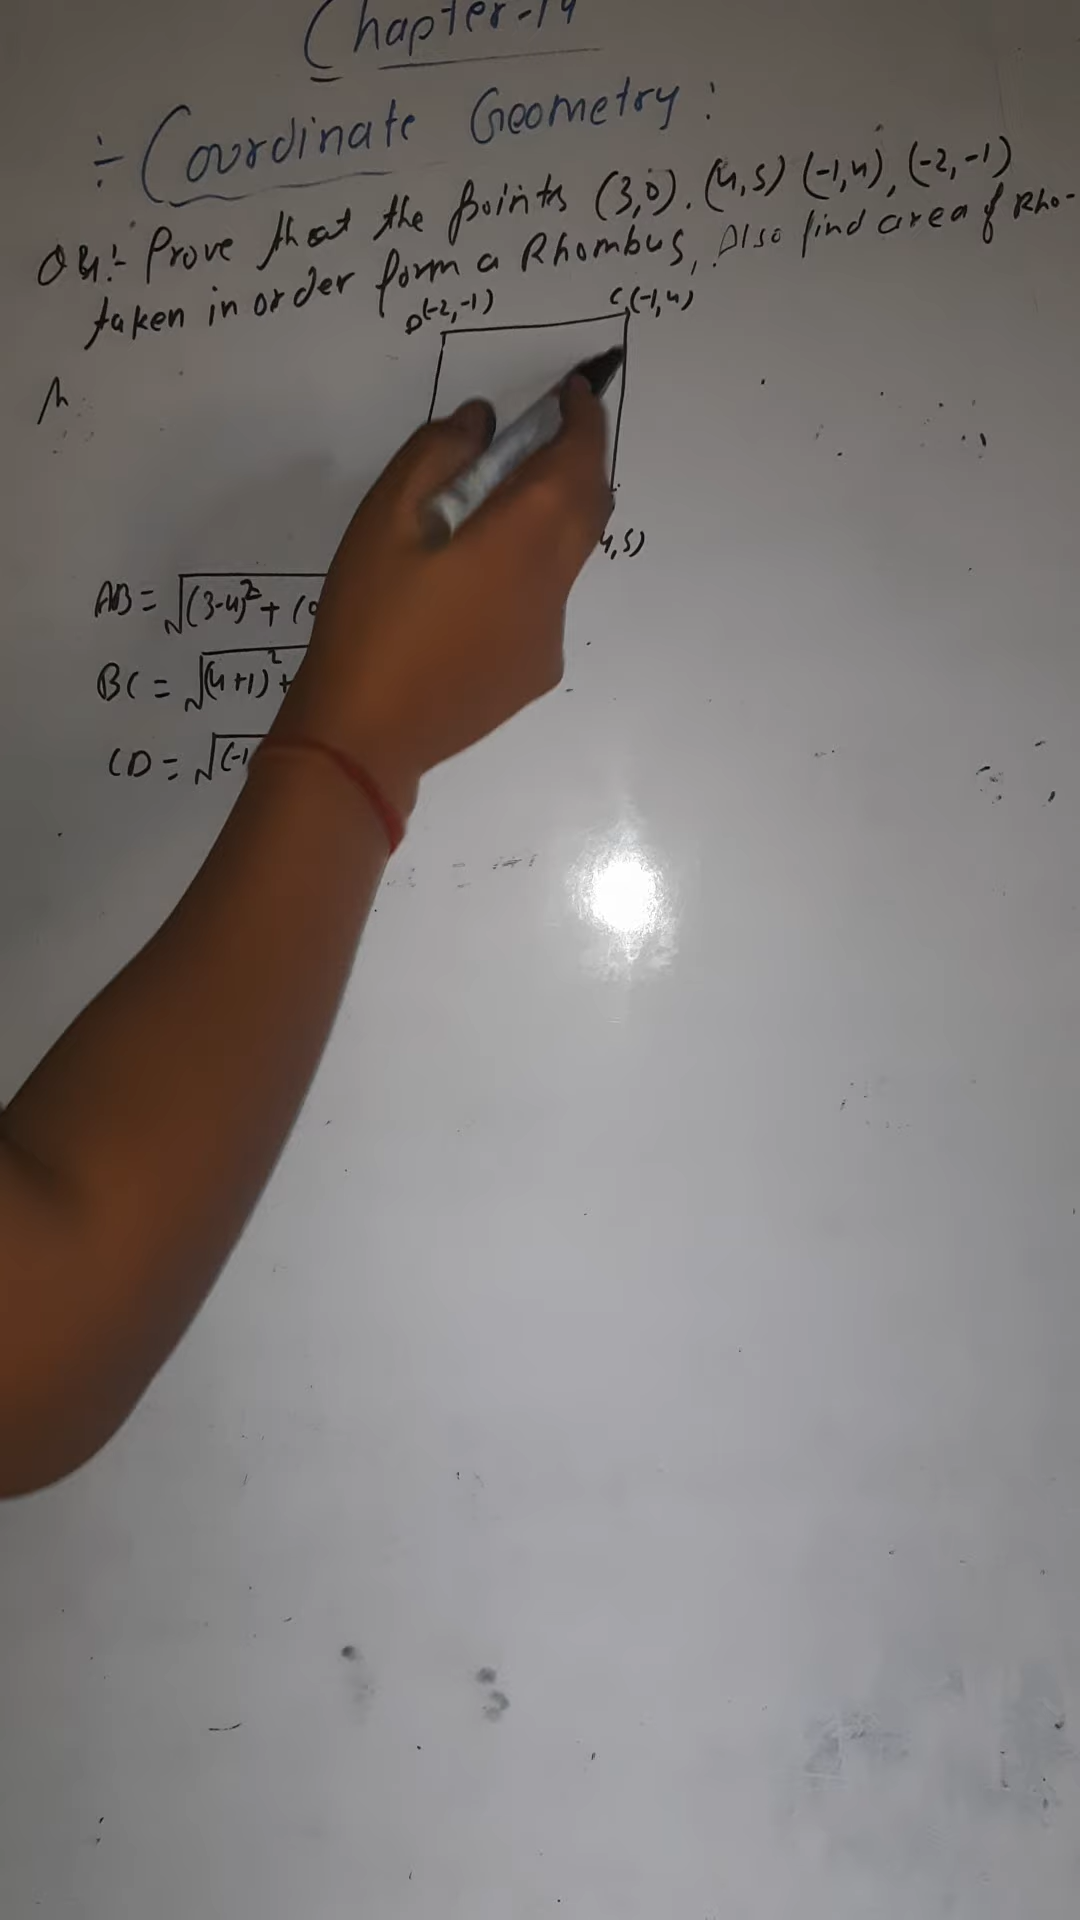 Chapter-14
÷ Coordinate Geometry:
Prove that the points (3,0). (4,5) (-1,4), (-2,-1)
taken in order form a Rhombus, Also find area of Rho-
D(-2,-1) C(-1,4)
4,5)
AB = √(3-4)²+ (0
BC = √(4+1)²+
CD = √(-1